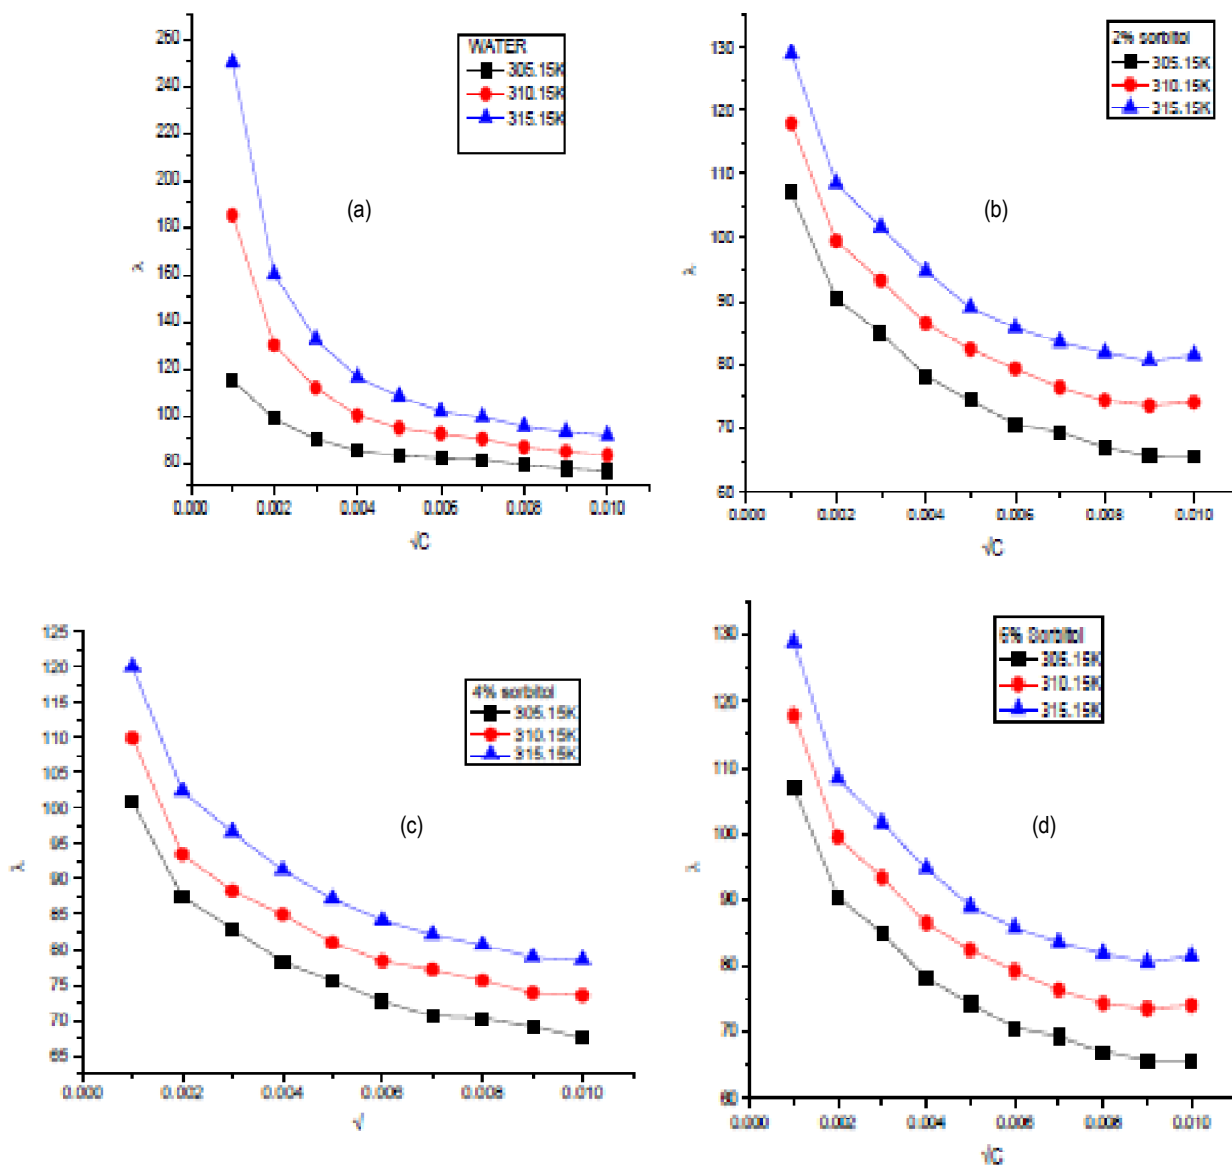 260
240
220
200
180
160
140
120
100
80
0.000
0.002
0.004
0.006
0.008
0.010
λ
√C
WATER
305.15K
310.15K
315.15K
(a)
130
120
110
100
90
80
70
60
0.000
0.002
0.004
0.006
0.008
0.010
λ
√C
2% sorbitol
305.15K
310.15K
315.15K
(b)
125
120
115
110
105
100
95
90
85
80
75
70
65
0.000
0.002
0.004
0.006
0.008
0.010
λ
√
4% sorbitol
305.15K
310.15K
315.15K
(c)
130
120
110
100
90
80
70
60
0.000
0.002
0.004
0.006
0.008
0.010
λ
√C
6% Sorbitol
305.15K
310.15K
315.15K
(d)